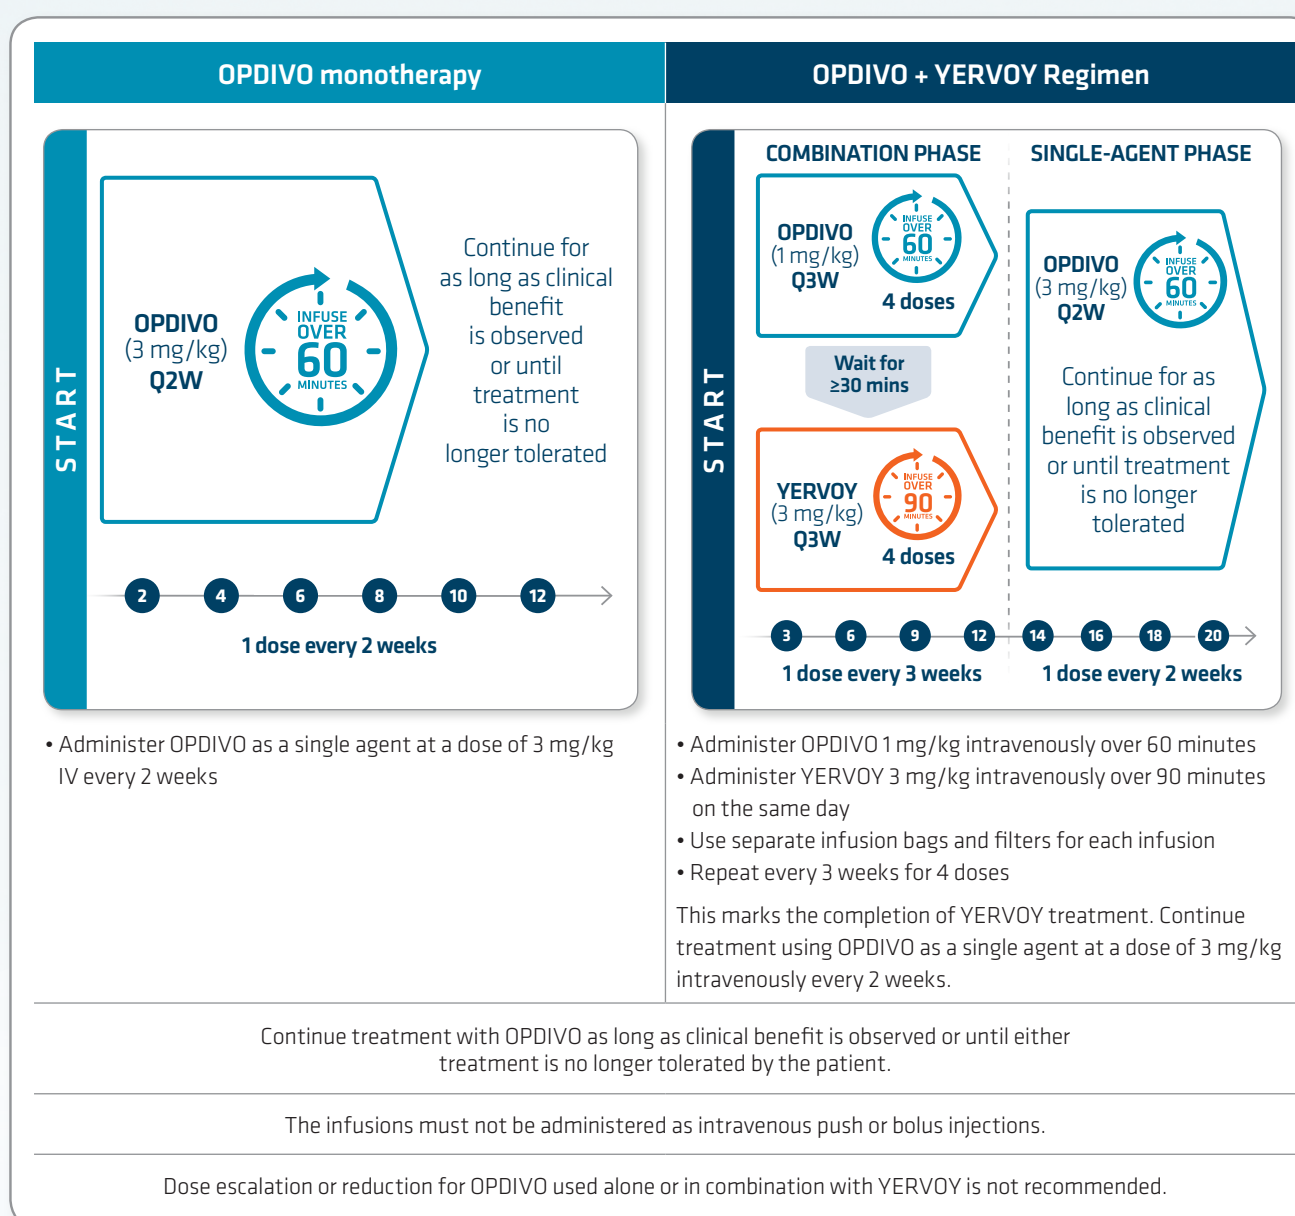 OPDIVO monotherapy
START
OPDIVO
(3 mg/kg)
Q2W
INFUSE
OVER
60
MINUTES
Continue for
as long as clinical
benefit
is observed
or until
treatment
is no
longer tolerated
2 4 6 8 10 12
1 dose every 2 weeks
• Administer OPDIVO as a single agent at a dose of 3 mg/kg
IV every 2 weeks
OPDIVO + YERVOY Regimen
START
COMBINATION PHASE
OPDIVO
(1 mg/kg)
Q3W
INFUSE
OVER
60
MINUTES
4 doses
Wait for
≥30 mins
YERVOY
(3 mg/kg)
Q3W
INFUSE
OVER
90
MINUTES
4 doses
3 6 9 12
1 dose every 3 weeks
SINGLE-AGENT PHASE
OPDIVO
(3 mg/kg)
Q2W
INFUSE
OVER
60
MINUTES
Continue for as
long as clinical
benefit is observed
or until treatment
is no longer
tolerated
14 16 18 20
1 dose every 2 weeks
• Administer OPDIVO 1 mg/kg intravenously over 60 minutes
• Administer YERVOY 3 mg/kg intravenously over 90 minutes
on the same day
• Use separate infusion bags and filters for each infusion
• Repeat every 3 weeks for 4 doses
This marks the completion of YERVOY treatment. Continue
treatment using OPDIVO as a single agent at a dose of 3 mg/kg
intravenously every 2 weeks.
Continue treatment with OPDIVO as long as clinical benefit is observed or until either
treatment is no longer tolerated by the patient.
The infusions must not be administered as intravenous push or bolus injections.
Dose escalation or reduction for OPDIVO used alone or in combination with YERVOY is not recommended.